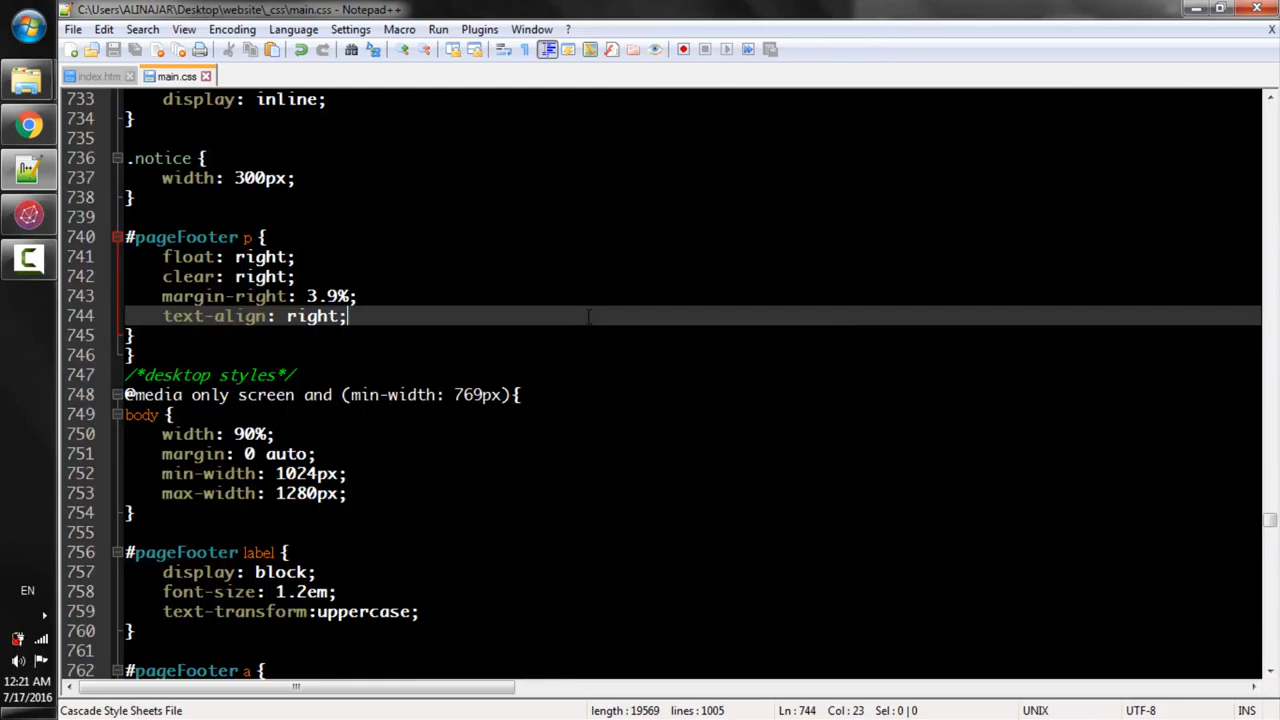 C:\Users\ALINAJAR\Desktop\website\_css\main.css - Notepad++
File Edit Search View Encoding Language Settings Macro Run Plugins Window ? X
index.htm main.css
733 display: inline;
734 }
735
736 .notice {
737 width: 300px;
738 }
739
740 #pageFooter p {
741 float: right;
742 clear: right;
743 margin-right: 3.9%;
744 text-align: right;
745 }
746 }
747 /*desktop styles*/
748 @media only screen and (min-width: 769px){
749 body {
750 width: 90%;
751 margin: 0 auto;
752 min-width: 1024px;
753 max-width: 1280px;
754 }
755
756 #pageFooter label {
757 display: block;
758 font-size: 1.2em;
759 text-transform:uppercase;
760 }
761
762 #pageFooter a {
EN
12:21 AM
7/17/2016
Cascade Style Sheets File length : 19569 lines : 1005 Ln : 744 Col : 23 Sel : 0 | 0 UNIX UTF-8 INS